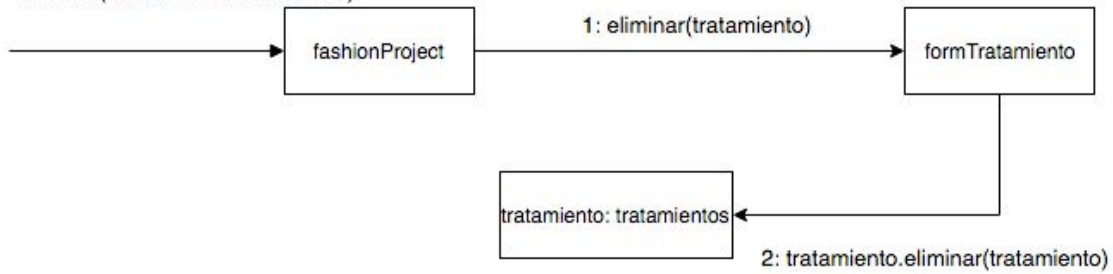 1: eliminar(tratamiento)
fashionProject
formTratamiento
tratamiento: tratamientos
2: tratamiento.eliminar(tratamiento)